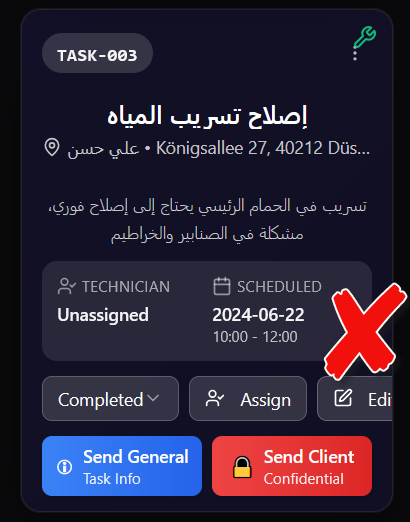 TASK-003
إصلاح تسريب المياه
علي حسن • Königsallee 27, 40212 Düs...
تسريب في الحمام الرئيسي يحتاج إلى إصلاح فوري،
مشكلة في الصنابير والخراطيم
TECHNICIAN
Unassigned
SCHEDULED
2024-06-22
10:00 - 12:00
Completed
Assign
Edi
Send General
Task Info
Send Client
Confidential